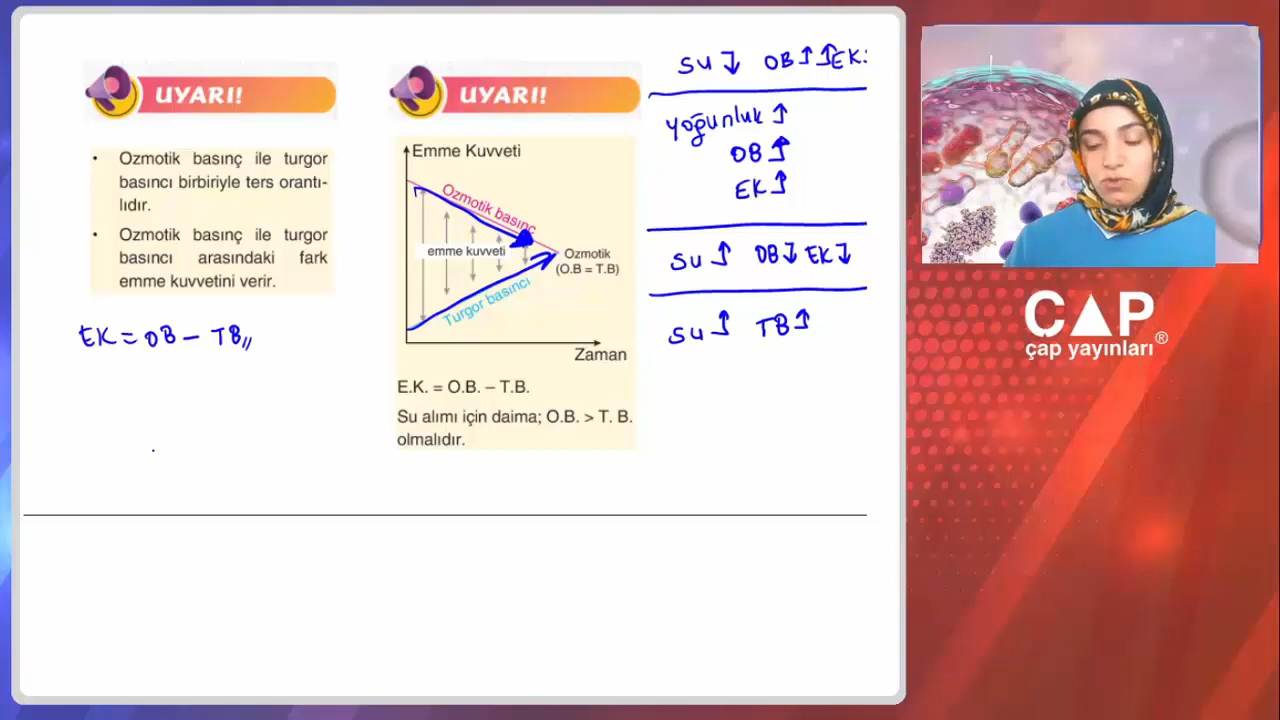 UYARI!
• Ozmotik basınç ile turgor
basıncı birbiriyle ters orantı-
lıdır.
• Ozmotik basınç ile turgor
basıncı arasındaki fark
emme kuvvetini verir.
EK = OB – TB,,
UYARI!
Emme Kuvveti
Ozmotik basınç
emme kuvveti
Ozmotik
(O.B = T.B)
Turgor basıncı
Zaman
E.K. = O.B. – T.B.
Su alımı için daima; O.B. > T. B.
olmalıdır.
Su ↓ OB ↑ ↑EK:
Yoğunluk ↑
OB ↑
EK ↑
Su ↑ OB ↓ EK ↓
Su ↑ TB ↑
ÇAP®
çap yayınları